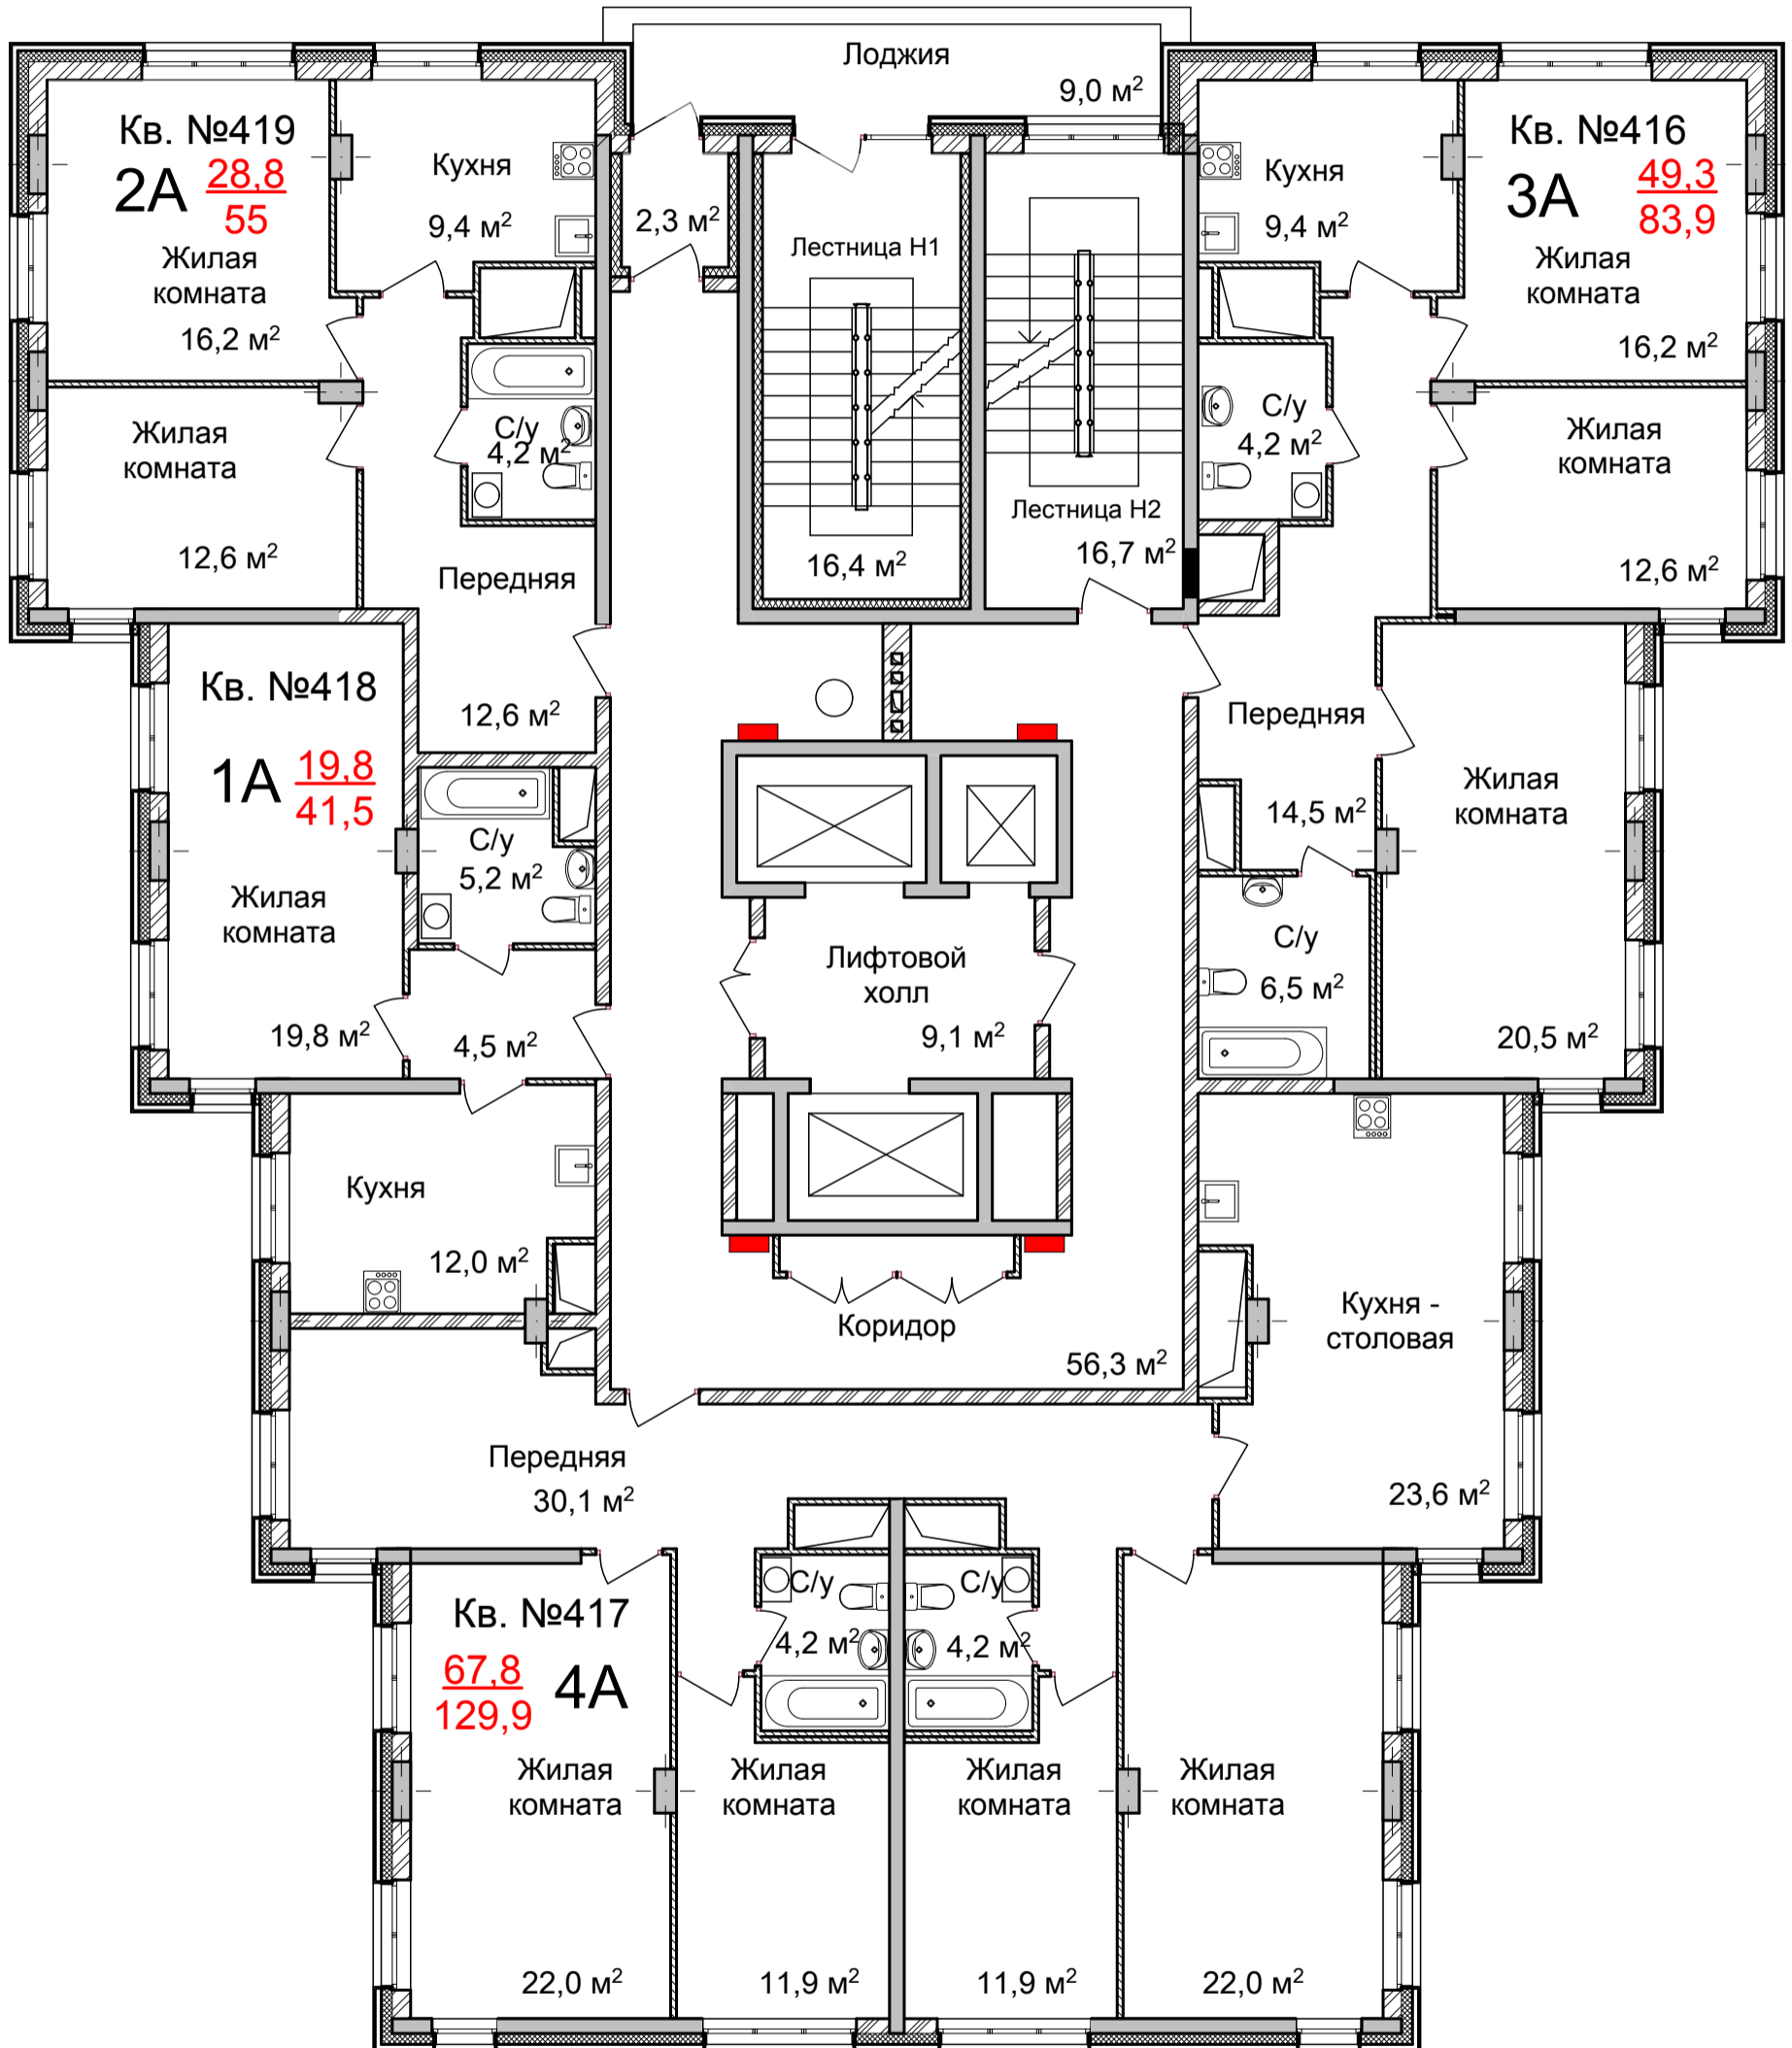 Лоджия
9,0 м²
Кв. №419
2А
28,8
55
Жилая
комната
16,2 м²
Кухня
9,4 м²
2,3 м²
Лестница Н1
16,4 м²
Лестница Н2
16,7 м²
Кухня
9,4 м²
Кв. №416
3А
49,3
83,9
Жилая
комната
16,2 м²
Жилая
комната
12,6 м²
С/у
4,2 м²
Передняя
12,6 м²
С/у
4,2 м²
Жилая
комната
12,6 м²
Кв. №418
1А
19,8
41,5
Жилая
комната
19,8 м²
С/у
5,2 м²
4,5 м²
Лифтовой
холл
9,1 м²
Передняя
14,5 м²
С/у
6,5 м²
Жилая
комната
20,5 м²
Кухня
12,0 м²
Коридор
56,3 м²
Кухня -
столовая
23,6 м²
Передняя
30,1 м²
Кв. №417
67,8
129,9
4А
Жилая
комната
22,0 м²
С/у
4,2 м²
Жилая
комната
11,9 м²
С/у
4,2 м²
Жилая
комната
11,9 м²
Жилая
комната
22,0 м²